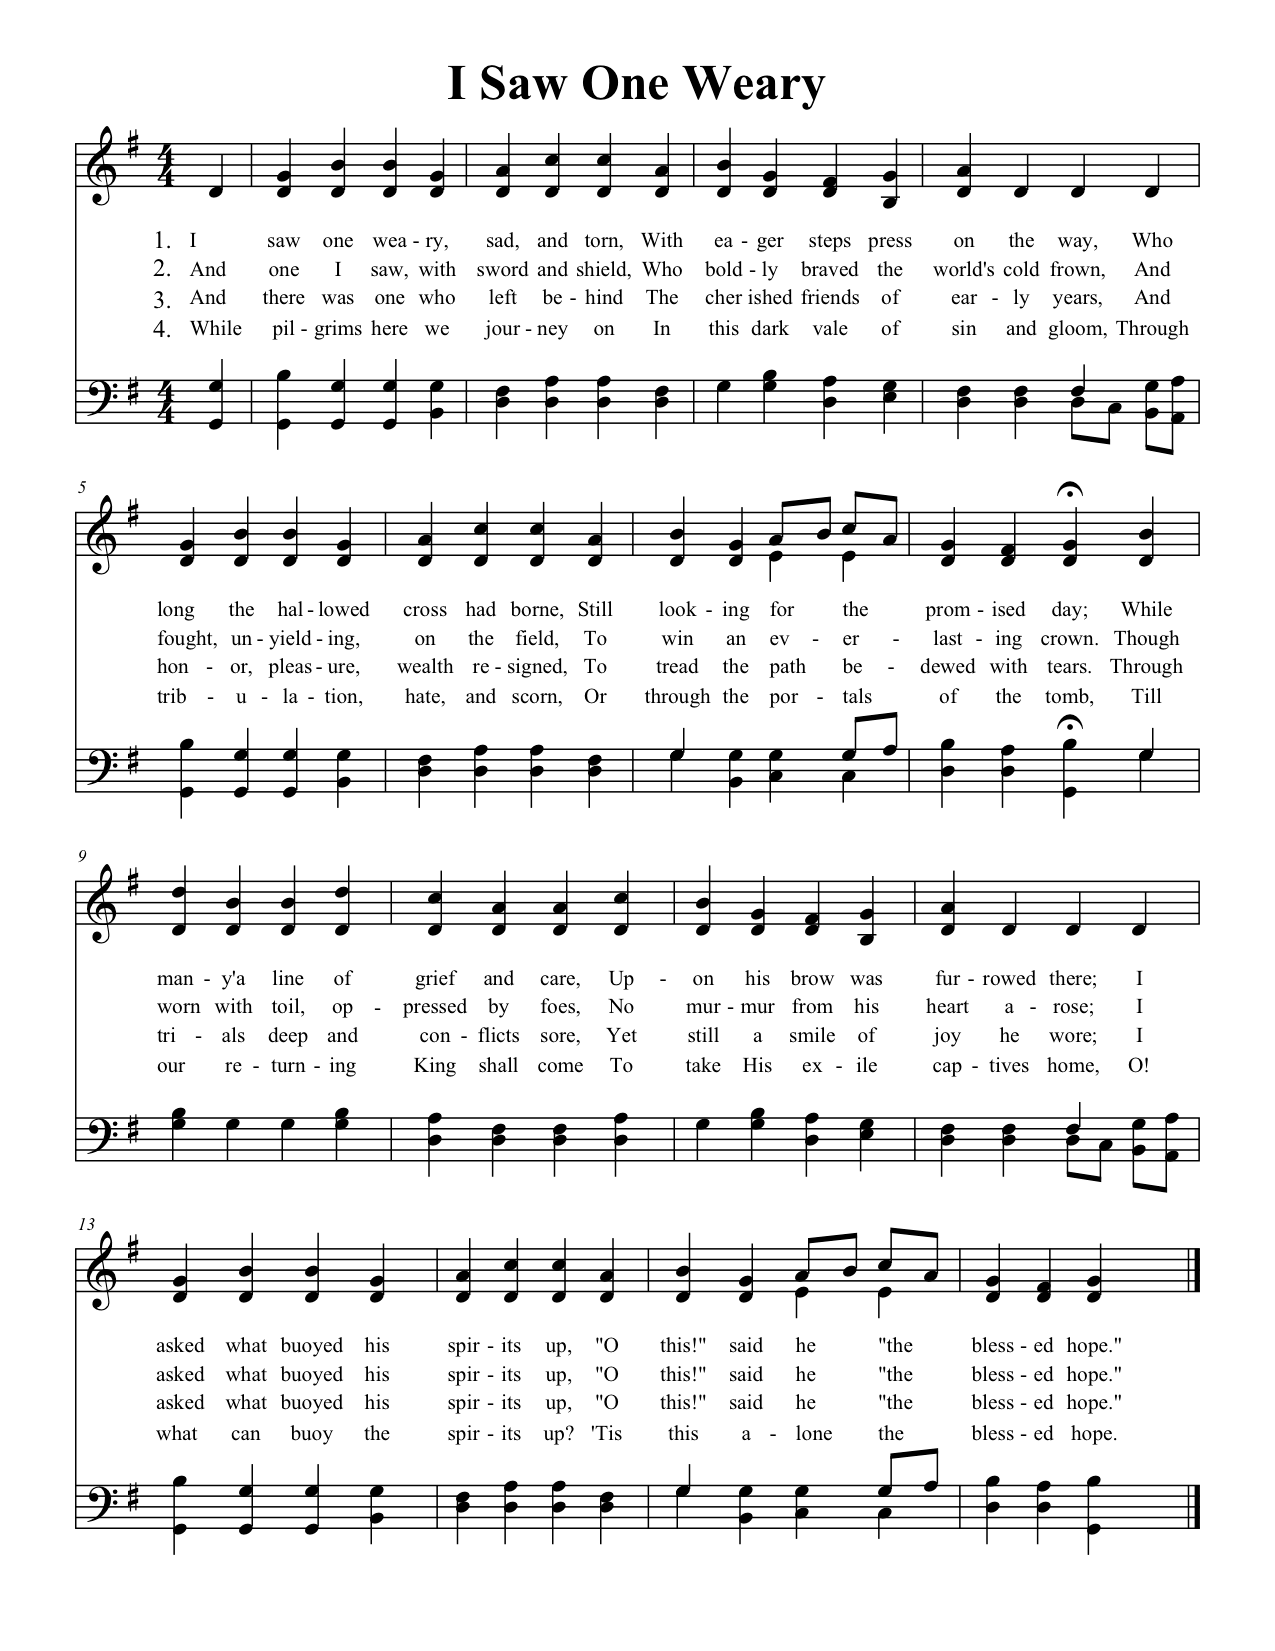 I Saw One Weary
4
4
1. I saw one wea - ry, sad, and torn, With ea - ger steps press on the way, Who
2. And one I saw, with sword and shield, Who bold - ly braved the world's cold frown, And
3. And there was one who left be - hind The cher ished friends of ear - ly years, And
4. While pil - grims here we jour - ney on In this dark vale of sin and gloom, Through
4
4
5
long the hal - lowed cross had borne, Still look - ing for the prom - ised day; While
fought, un - yield - ing, on the field, To win an ev - er - last - ing crown. Though
hon - or, pleas - ure, wealth re - signed, To tread the path be - dewed with tears. Through
trib - u - la - tion, hate, and scorn, Or through the por - tals of the tomb, Till
9
man - y'a line of grief and care, Up - on his brow was fur - rowed there; I
worn with toil, op - pressed by foes, No mur - mur from his heart a - rose; I
tri - als deep and con - flicts sore, Yet still a smile of joy he wore; I
our re - turn - ing King shall come To take His ex - ile cap - tives home, O!
13
asked what buoyed his spir - its up, "O this!" said he "the bless - ed hope."
asked what buoyed his spir - its up, "O this!" said he "the bless - ed hope."
asked what buoyed his spir - its up, "O this!" said he "the bless - ed hope."
what can buoy the spir - its up? 'Tis this a - lone the bless - ed hope.